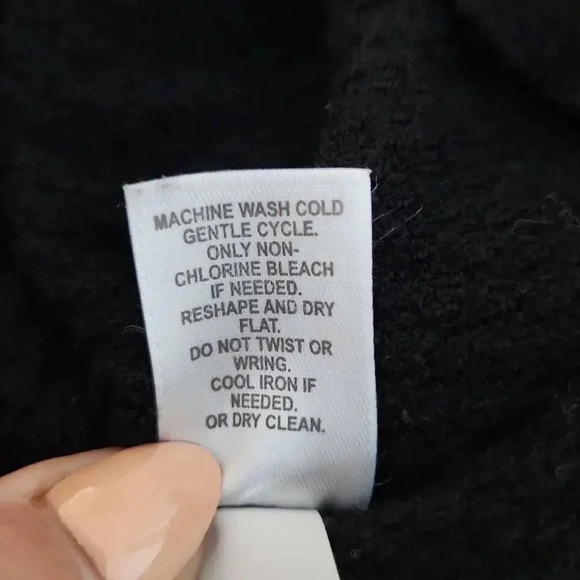 MACHINE WASH COLD
GENTLE CYCLE.
ONLY NON-
CHLORINE BLEACH
IF NEEDED.
RESHAPE AND DRY
FLAT.
DO NOT TWIST OR
WRING.
COOL IRON IF
NEEDED.
OR DRY CLEAN.